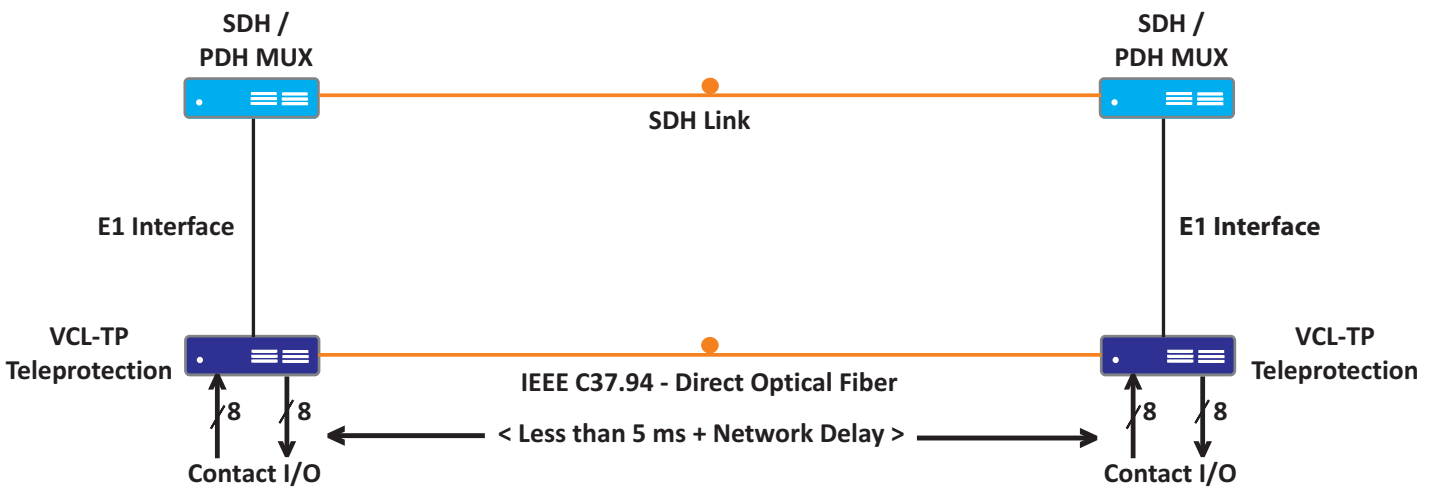 SDH /
PDH MUX
SDH /
PDH MUX
SDH Link
E1 Interface
E1 Interface
VCL-TP
Teleprotection
VCL-TP
Teleprotection
IEEE C37.94 - Direct Optical Fiber
8
8
8
8
< Less than 5 ms + Network Delay >
Contact I/O
Contact I/O